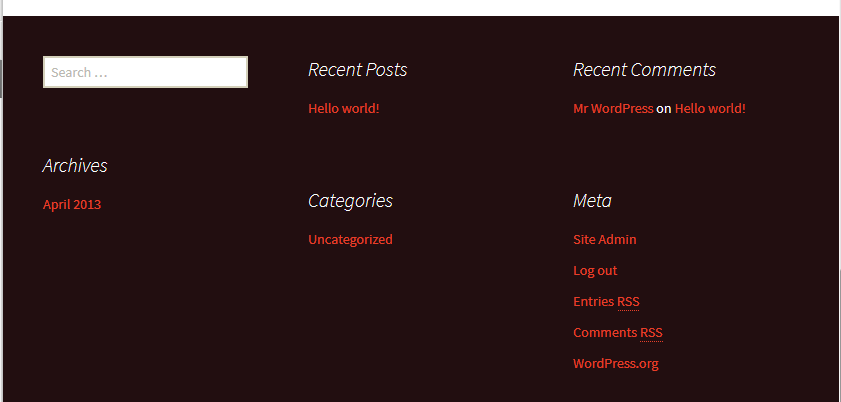 Search …
Archives
April 2013
Recent Posts
Hello world!
Categories
Uncategorized
Recent Comments
Mr WordPress on Hello world!
Meta
Site Admin
Log out
Entries RSS
Comments RSS
WordPress.org